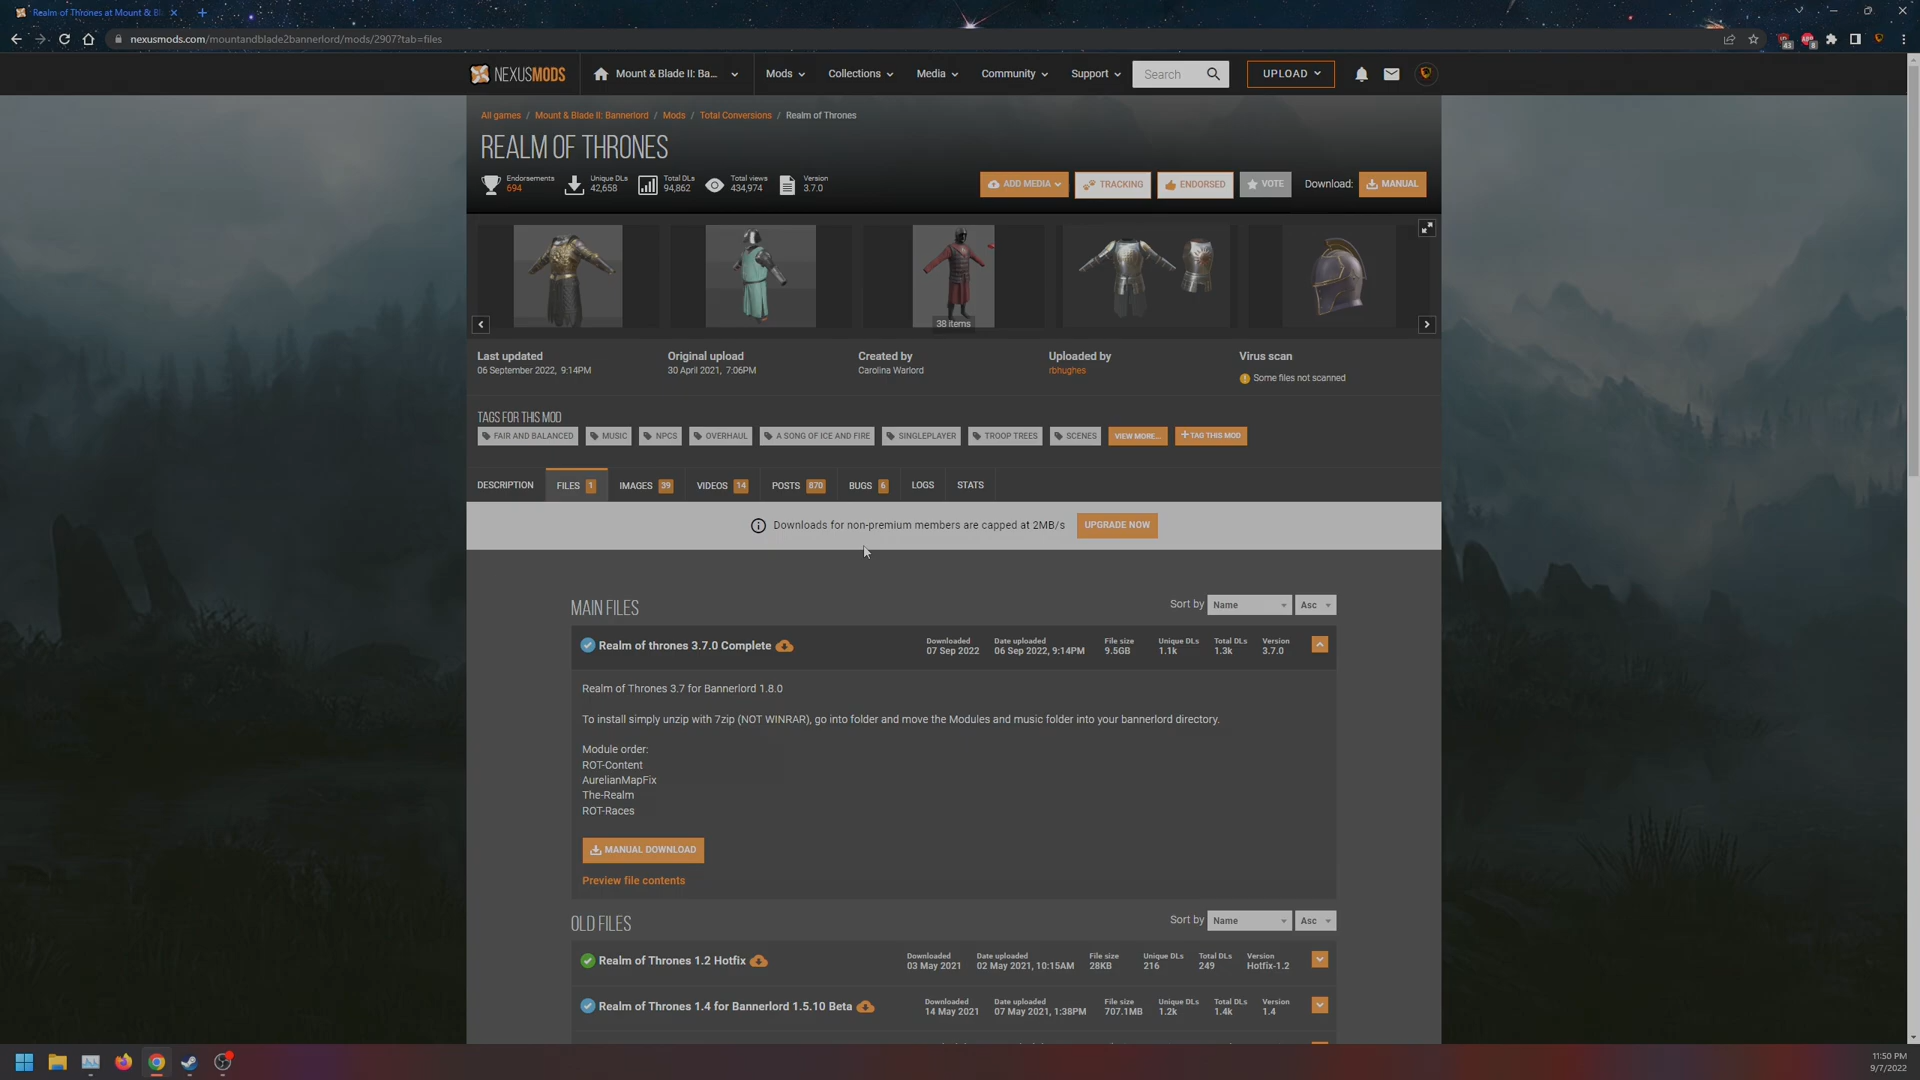 Realm of Thrones at Mount & Bl
nexusmods.com/mountandblade2bannerlord/mods/2907?tab=files
43
8
NEXUSMODS
Mount & Blade II: Ba...
Mods
Collections
Media
Community
Support
Search
UPLOAD
All games / Mount & Blade II: Bannerlord / Mods / Total Conversions / Realm of Thrones
REALM OF THRONES
Endorsements
694
Unique DLs
42,658
Total DLs
94,862
Total views
434,974
Version
3.7.0
ADD MEDIA
TRACKING
ENDORSED
VOTE
Download:
MANUAL
38 items
Last updated
06 September 2022, 9:14PM
Original upload
30 April 2021, 7:06PM
Created by
Carolina Warlord
Uploaded by
rbhughes
Virus scan
Some files not scanned
TAGS FOR THIS MOD
FAIR AND BALANCED
MUSIC
NPCS
OVERHAUL
A SONG OF ICE AND FIRE
SINGLEPLAYER
TROOP TREES
SCENES
VIEW MORE...
+TAG THIS MOD
DESCRIPTION
FILES 1
IMAGES 39
VIDEOS 14
POSTS 870
BUGS 6
LOGS
STATS
Downloads for non-premium members are capped at 2MB/s
UPGRADE NOW
MAIN FILES
Sort by Name Asc
Realm of thrones 3.7.0 Complete
Downloaded
07 Sep 2022
Date uploaded
06 Sep 2022, 9:14PM
File size
9.5GB
Unique DLs
1.1k
Total DLs
1.3k
Version
3.7.0
Realm of Thrones 3.7 for Bannerlord 1.8.0
To install simply unzip with 7zip (NOT WINRAR), go into folder and move the Modules and music folder into your bannerlord directory.
Module order:
ROT-Content
AurelianMapFix
The-Realm
ROT-Races
MANUAL DOWNLOAD
Preview file contents
OLD FILES
Sort by Name Asc
Realm of Thrones 1.2 Hotfix
Downloaded
03 May 2021
Date uploaded
02 May 2021, 10:15AM
File size
28KB
Unique DLs
216
Total DLs
249
Version
Hotfix-1.2
Realm of Thrones 1.4 for Bannerlord 1.5.10 Beta
Downloaded
14 May 2021
Date uploaded
07 May 2021, 1:38PM
File size
707.1MB
Unique DLs
1.2k
Total DLs
1.4k
Version
1.4
11:50 PM
9/7/2022